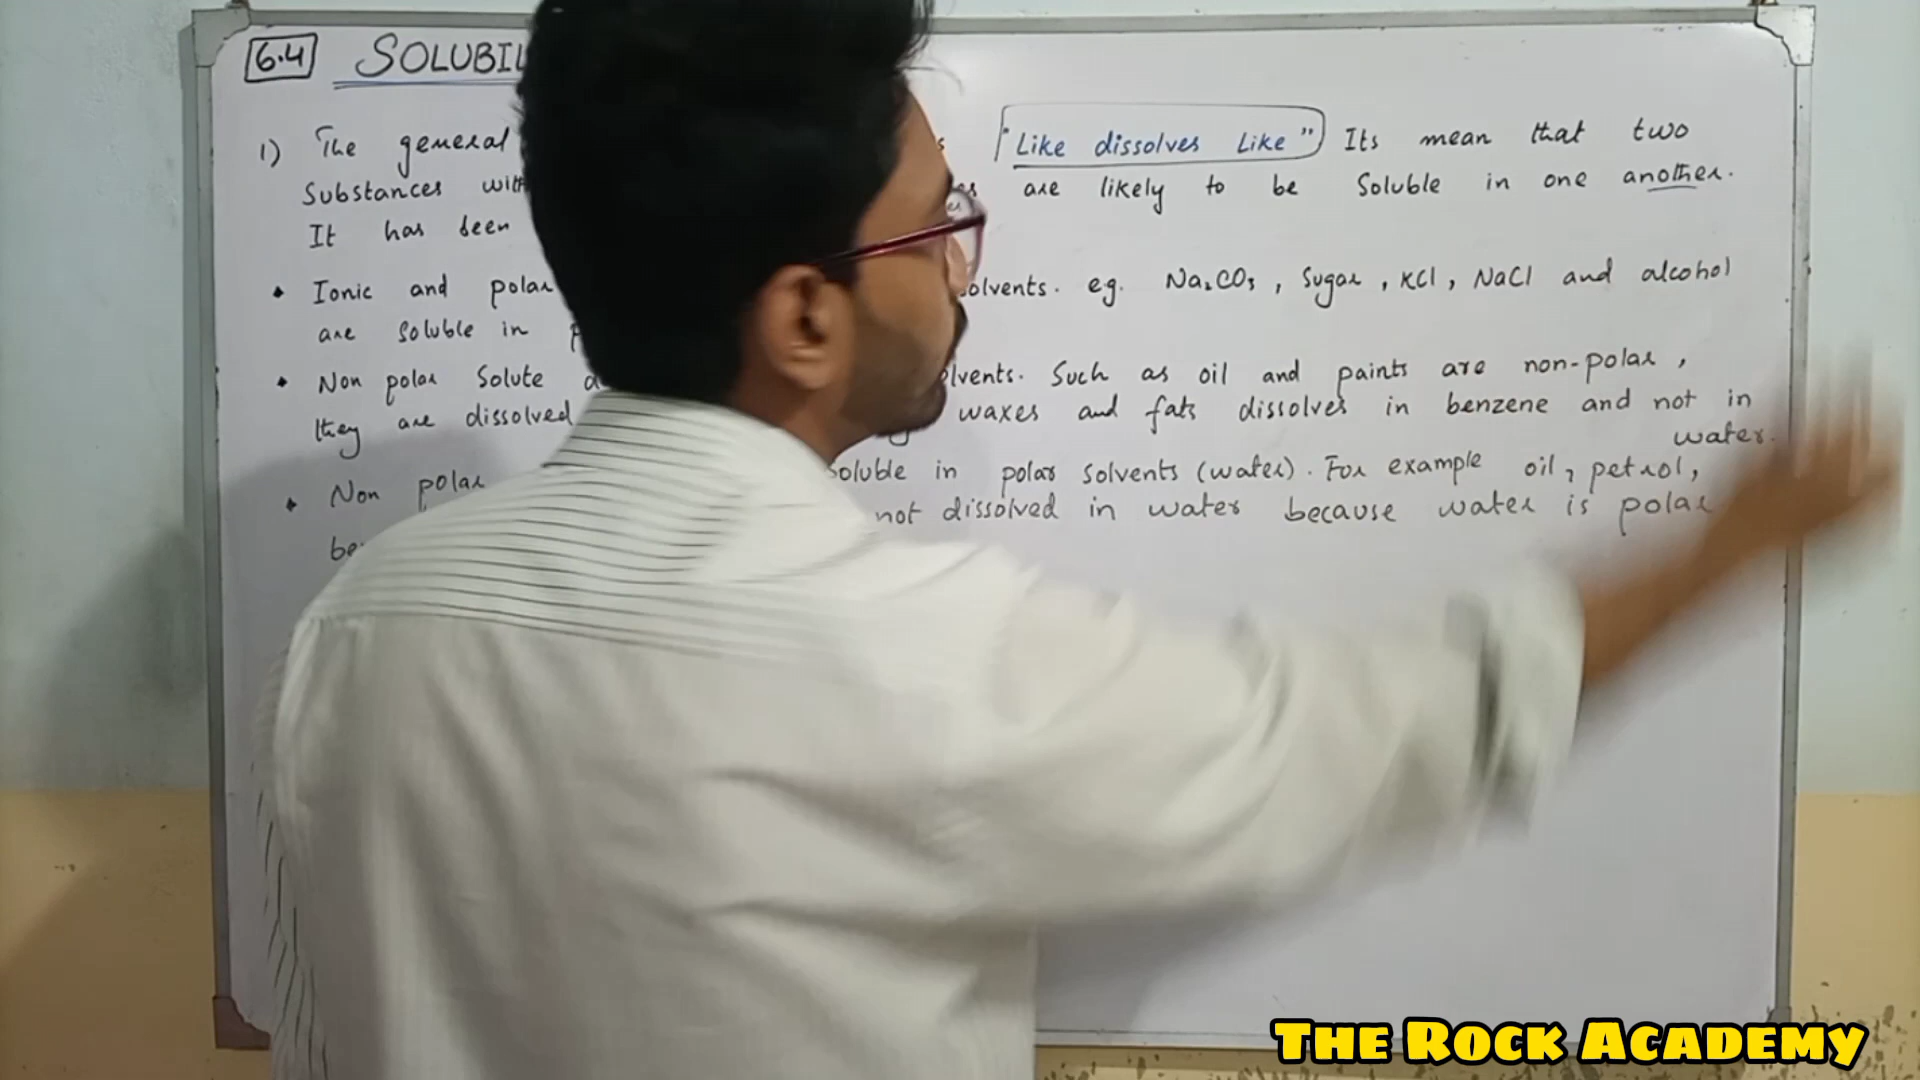 6.4 SOLUBIL
1) The general "Like dissolves Like" Its mean that two
Substances with are likely to be Soluble in one another.
It has been
• Ionic and polar solvents. eg. Na₂CO₃, Sugar, KCl, NaCl and alcohol
are soluble in
• Non polar Solute solvents. Such as oil and paints are non-polar,
they are dissolved waxes and fats dissolves in benzene and not in
water.
• Non polar soluble in polar solvents (water). For example oil, petrol,
not dissolved in water because water is polar
THE ROCK ACADEMY